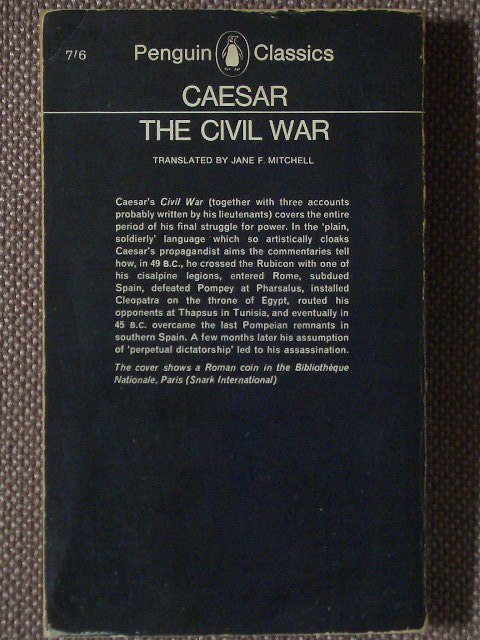 7/6
Penguin Classics
CAESAR
THE CIVIL WAR
TRANSLATED BY JANE F. MITCHELL
Caesar's Civil War (together with three accounts
probably written by his lieutenants) covers the entire
period of his final struggle for power. In the 'plain,
soldierly' language which so artistically cloaks
Caesar's propagandist aims the commentaries tell
how, in 49 B.C., he crossed the Rubicon with one of
his cisalpine legions, entered Rome, subdued
Spain, defeated Pompey at Pharsalus, installed
Cleopatra on the throne of Egypt, routed his
opponents at Thapsus in Tunisia, and eventually in
45 B.C. overcame the last Pompeian remnants in
southern Spain. A few months later his assumption
of 'perpetual dictatorship' led to his assassination.
The cover shows a Roman coin in the Bibliothèque
Nationale, Paris (Snark International)